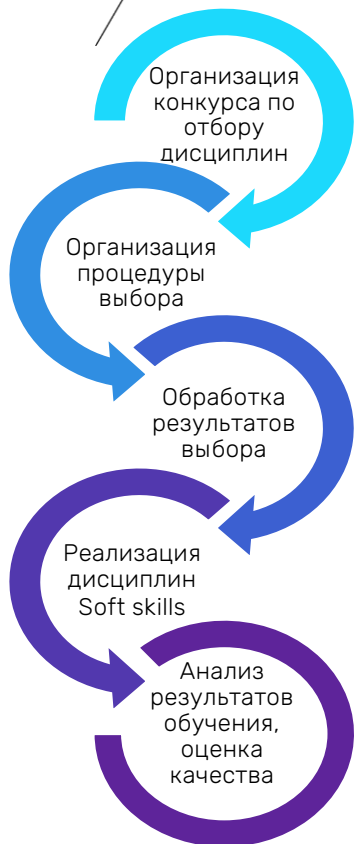 Организация
конкурса по
отбору
дисциплин
Организация
процедуры
выбора
Обработка
результатов
выбора
Реализация
дисциплин
Soft skills
Анализ
результатов
обучения,
оценка
качества